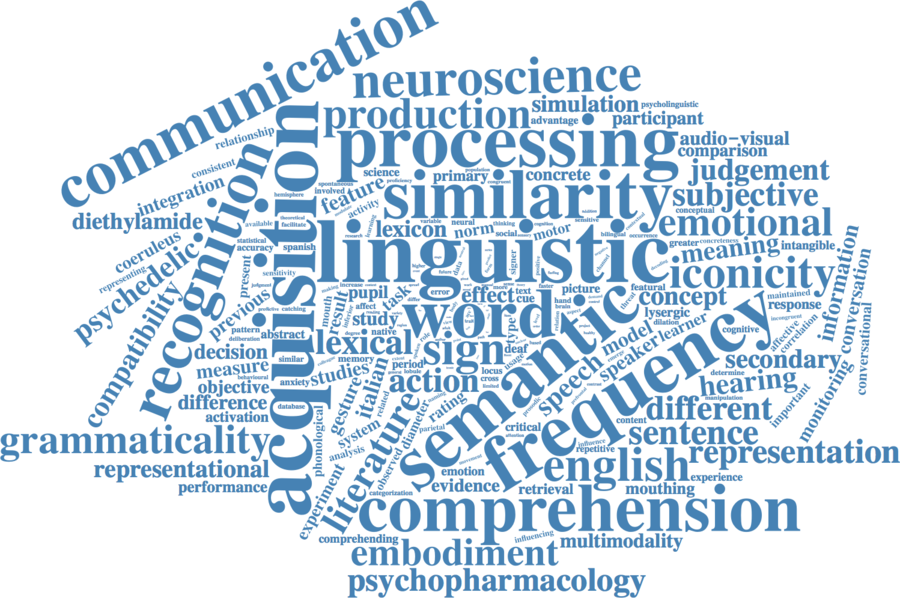 communication
neuroscience
production
simulation
psycholinguistic
advantage
participant
processing
audio-visual
comparison
relationship
consistent
integration
science
population
primary
concrete
judgement
feature
similarity
subjective
diethylamide
recognition
acquisition
hemisphere
spontaneous
involved
activity
lexicon
variable
neural
norm
thinking
social
motor
sensitive
bilingual
conceptual
emotional
coeruleus
representing
psychedelic
available
theoretical
facilitate
statistical
accuracy
spanish
linguistic
greater
concreteness
meaning
intangible
iconicity
information
conversation
conversational
compatibility
present
sensitivity
previous
pupil
task
effect
cue
error
data
signer
picture
featural
concept
maintained
response
predictive
catching
mouth
result
increase
affect
word
text
type
hand
brain
threat
lysergic
dilation
model
cognitive
affective
correlation
incongruent
pattern
deliberation
abstract
study
native
lexical
sign
deaf
usage
semantic
frequency
speech
speaker
learner
secondary
monitoring
decision
measure
behavioural
similar
memory
studies
period
lobule
locus
cross
limited
determine
hearing
manipulation
important
objective
anxiety
gesture
italian
action
difference
activation
database
related
rating
different
content
grammaticality
phonological
system
analysis
literature
diameter
observed
parietal
critical
attention
influence
repetitive
sentence
representational
performance
experiment
emotion
evidence
categorization
english
retrieval
mouthing
experience
representation
comprehension
comprehending
influencing
multimodality
embodiment
psychopharmacology